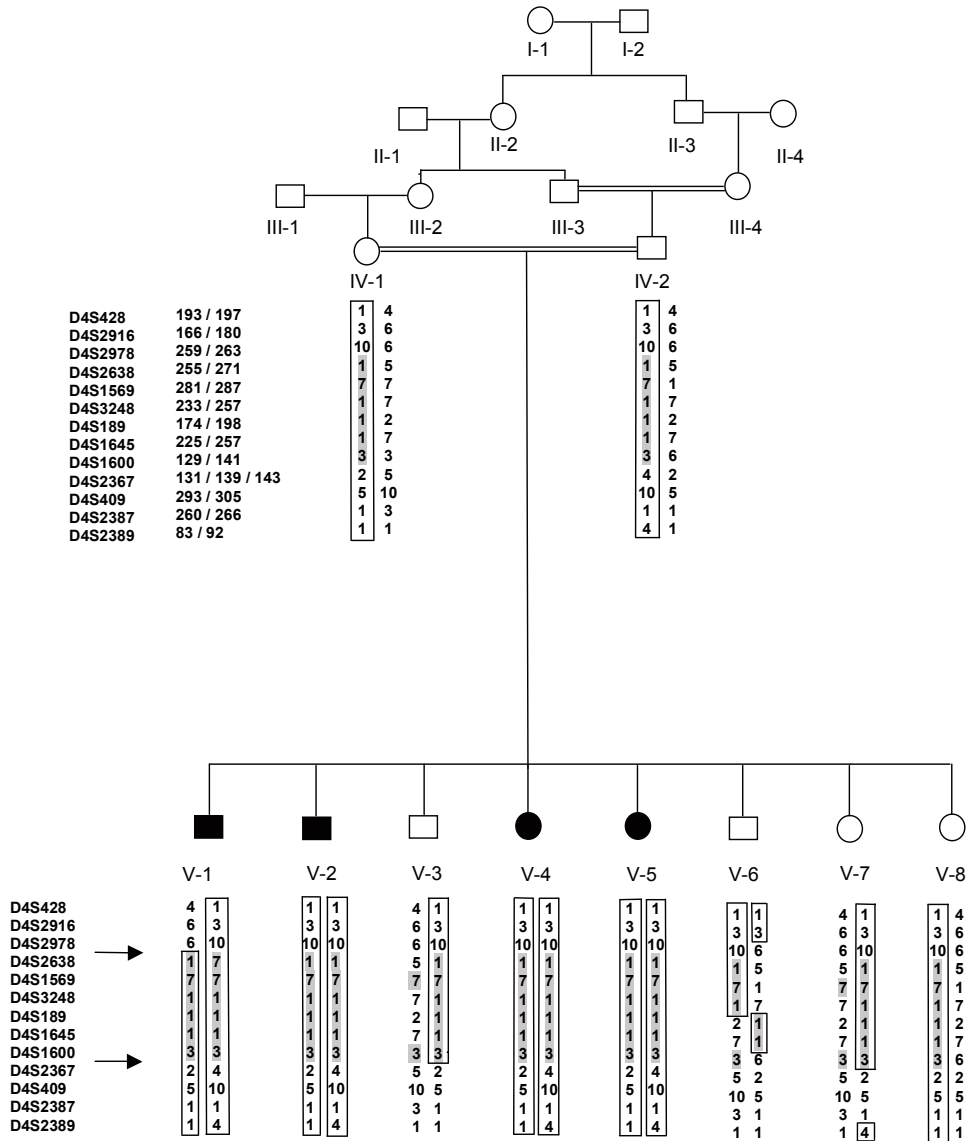 I-1 I-2
II-1 II-2 II-3 II-4
III-1 III-2 III-3 III-4
IV-1 IV-2
D4S428 193 / 197 1 4 1 4
D4S2916 166 / 180 3 6 3 6
D4S2978 259 / 263 10 6 10 6
D4S2638 255 / 271 1 5 1 5
D4S1569 281 / 287 7 7 7 1
D4S3248 233 / 257 1 7 1 7
D4S189 174 / 198 1 2 1 2
D4S1645 225 / 257 1 7 1 7
D4S1600 129 / 141 3 3 3 6
D4S2367 131 / 139 / 143 2 5 4 2
D4S409 293 / 305 5 10 10 5
D4S2387 260 / 266 1 3 1 1
D4S2389 83 / 92 1 1 4 1
V-1 V-2 V-3 V-4 V-5 V-6 V-7 V-8
D4S428 4 1 1 1 4 1 1 1 1 1 1 1 4 1 1 4
D4S2916 6 3 3 3 6 3 3 3 3 3 3 3 6 3 3 6
D4S2978 6 10 10 10 6 10 10 10 10 10 10 6 6 10 10 6
D4S2638 1 7 1 1 5 1 1 1 1 1 1 5 5 1 1 5
D4S1569 7 7 7 7 7 7 7 7 7 7 7 1 7 7 7 1
D4S3248 1 1 1 1 7 1 1 1 1 1 1 7 7 1 1 7
D4S189 1 1 1 1 2 1 1 1 1 1 2 1 2 1 1 2
D4S1645 1 1 1 1 7 1 1 1 1 1 7 1 7 1 1 7
D4S1600 3 3 3 3 3 3 3 3 3 3 3 6 3 3 3 6
D4S2367 2 4 2 4 5 2 2 4 2 4 5 2 5 2 2 2
D4S409 5 10 5 10 10 5 5 10 5 10 10 5 10 5 5 5
D4S2387 1 1 1 1 3 1 1 1 1 1 3 1 3 1 1 1
D4S2389 1 4 1 4 1 1 1 4 1 4 1 1 1 4 1 1